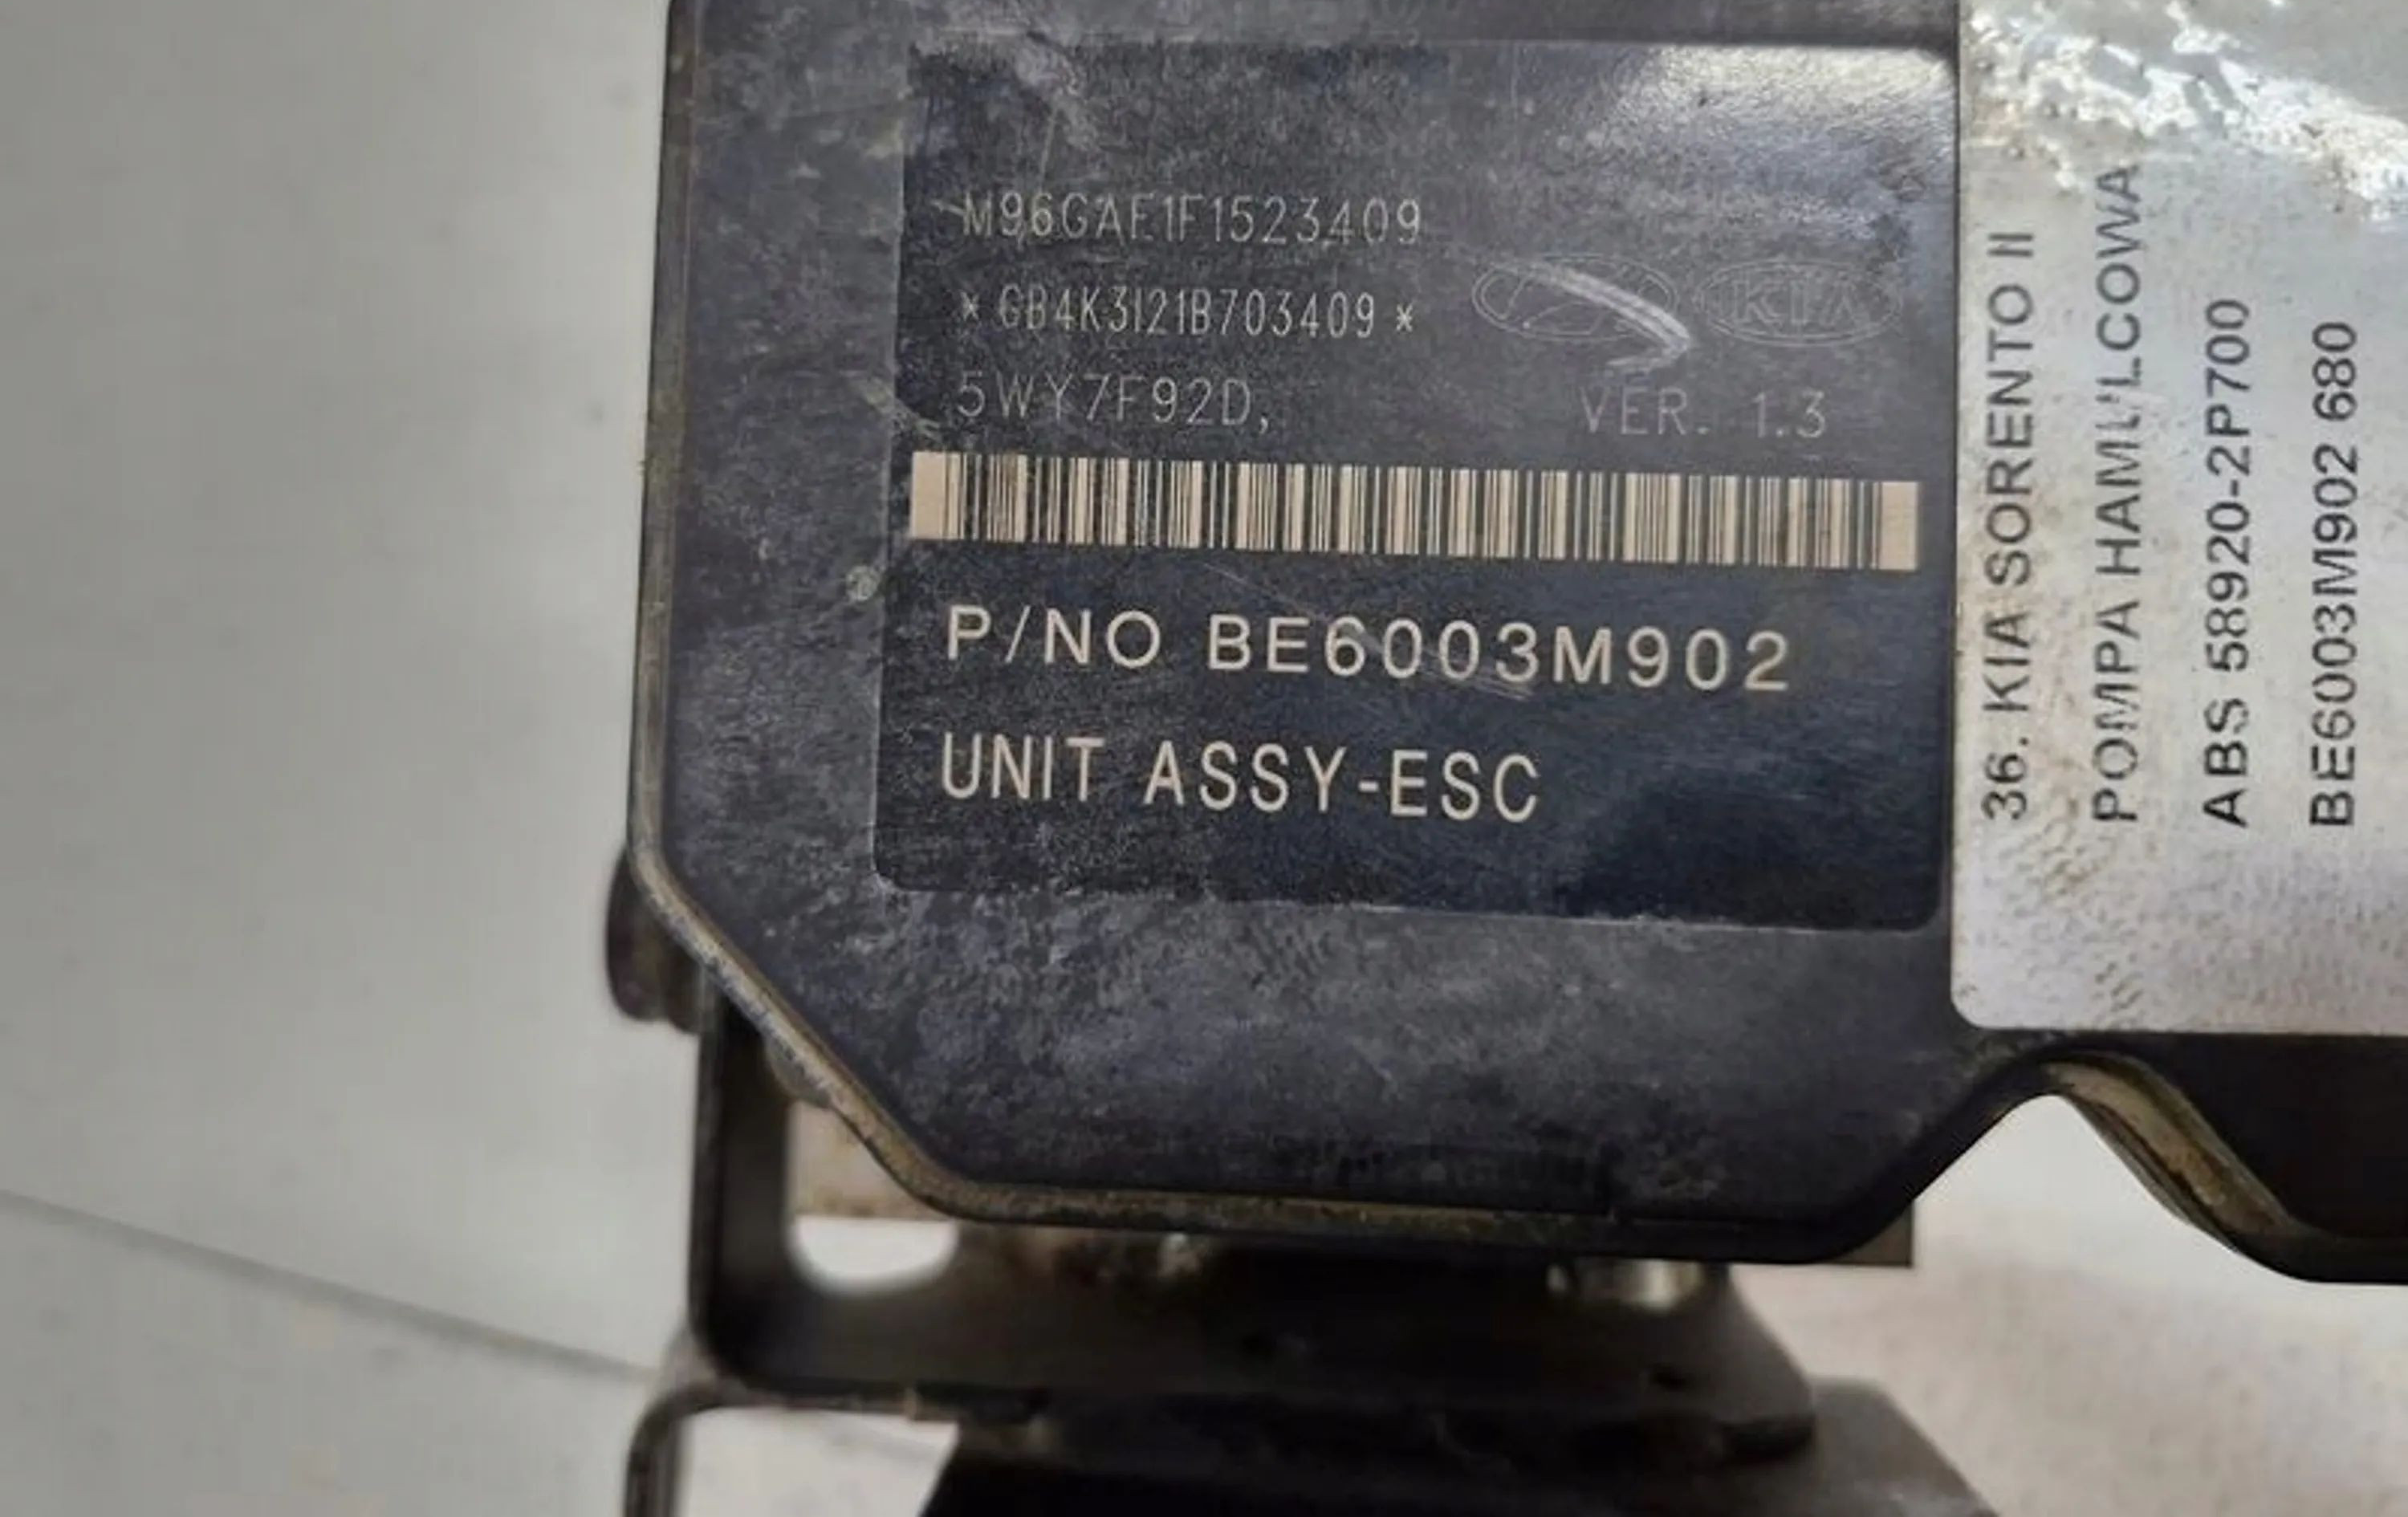 M96GAE1F1523409
* GB4K3I21B703409 *
KIA
5WY7F92D,
VER. 1.3
P/NO BE6003M902
UNIT ASSY-ESC
36. KIA SORENTO II
POMPA HAMULCOWA
ABS 58920-2P700
BE6003M902 680